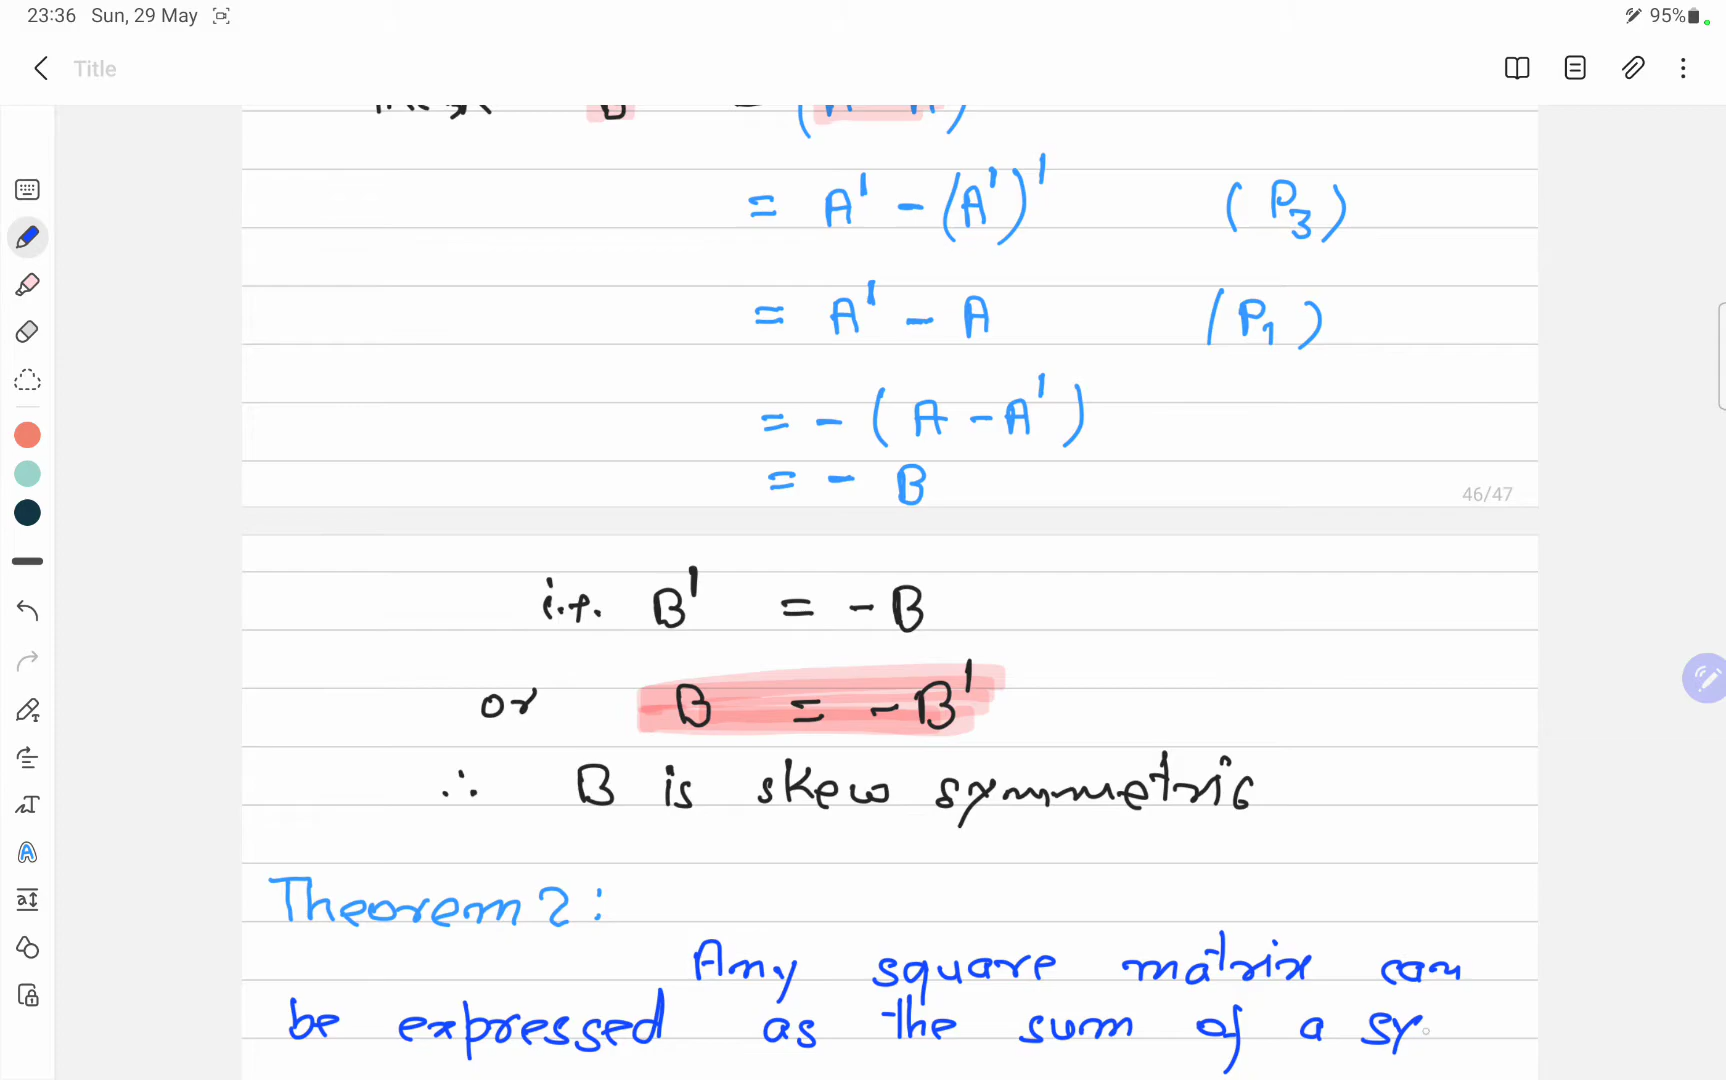 23:36 Sun, 29 May
95%
Title
B =
= A' - (A')' (P3)
= A' - A (P1)
= - (A - A')
= - B
46/47
i.e. B' = -B
or B = -B'
∴ B is skew symmetric
Theorem 2:
Any square matrix can
be expressed as the sum of a sy